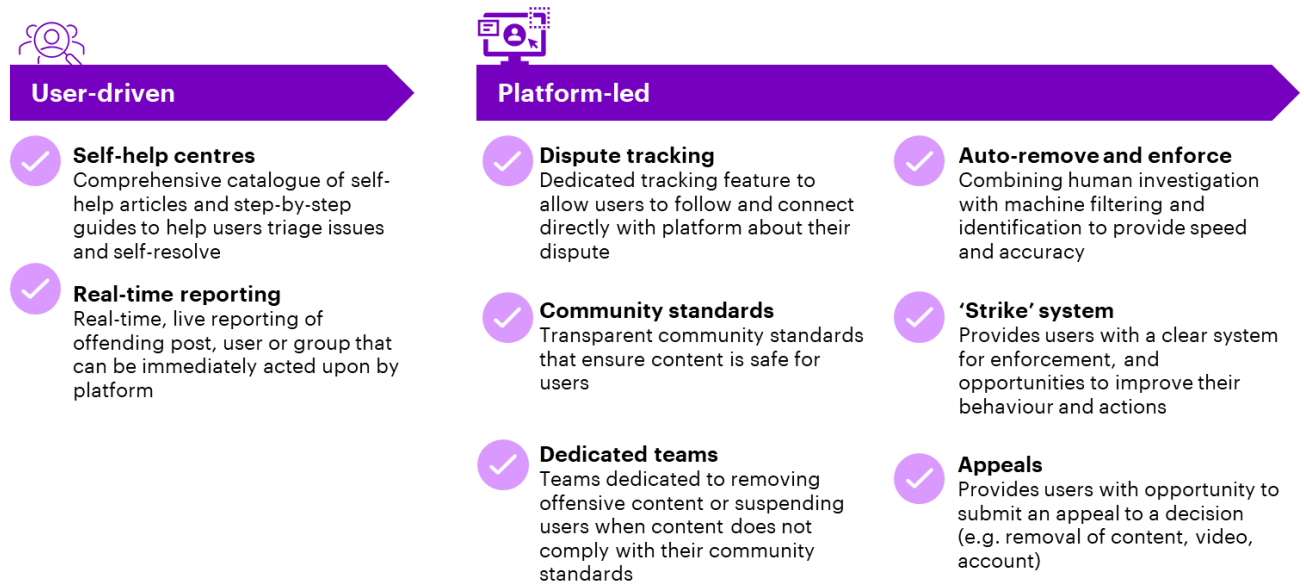 User-driven
Self-help centres
Comprehensive catalogue of self-
help articles and step-by-step
guides to help users triage issues
and self-resolve
Real-time reporting
Real-time, live reporting of
offending post, user or group that
can be immediately acted upon by
platform
Platform-led
Dispute tracking
Dedicated tracking feature to
allow users to follow and connect
directly with platform about their
dispute
Community standards
Transparent community standards
that ensure content is safe for
users
Dedicated teams
Teams dedicated to removing
offensive content or suspending
users when content does not
comply with their community
standards
Auto-remove and enforce
Combining human investigation
with machine filtering and
identification to provide speed
and accuracy
‘Strike’ system
Provides users with a clear system
for enforcement, and
opportunities to improve their
behaviour and actions
Appeals
Provides users with opportunity to
submit an appeal to a decision
(e.g. removal of content, video,
account)